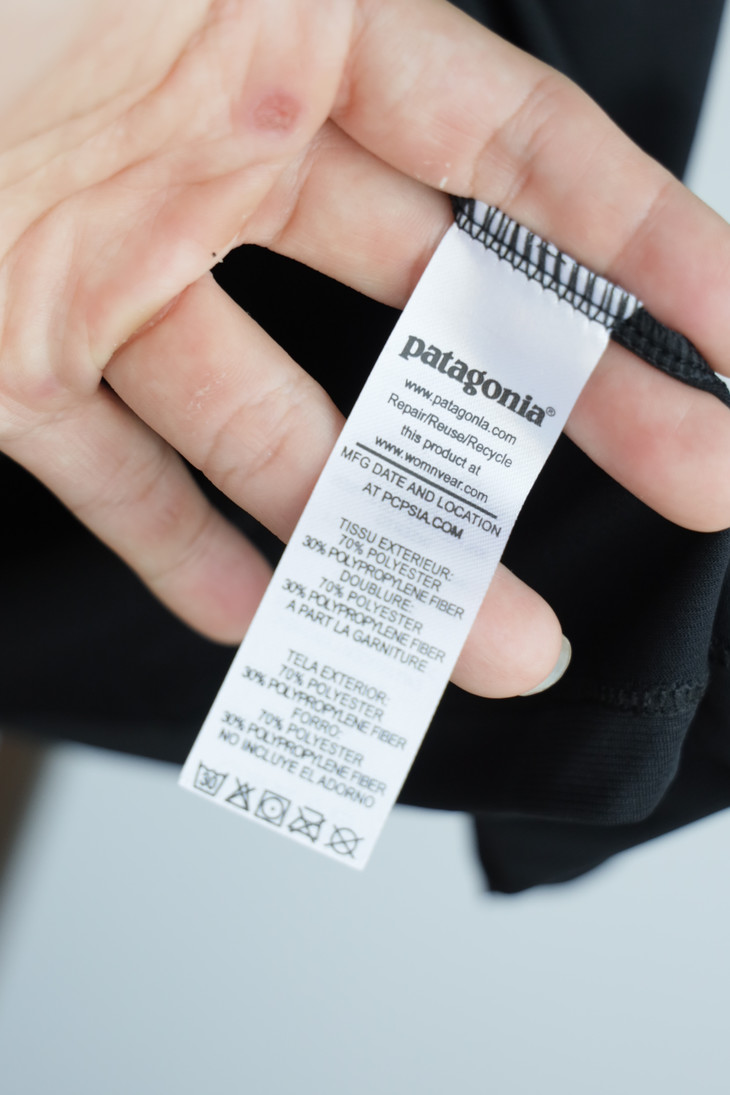 patagonia®
www.patagonia.com
Repair/Reuse/Recycle
this product at
www.wornwear.com
MFG DATE AND LOCATION
AT PCPSIA.COM
TISSU EXTERIEUR:
70% POLYESTER
30% POLYPROPYLENE FIBER
DOUBLURE:
70% POLYESTER
30% POLYPROPYLENE FIBER
A PART LA GARNITURE
TELA EXTERIOR:
70% POLYESTER
30% POLYPROPYLENE FIBER
FORRO:
70% POLYESTER
30% POLYPROPYLENE FIBER
NO INCLUYE EL ADORNO
30